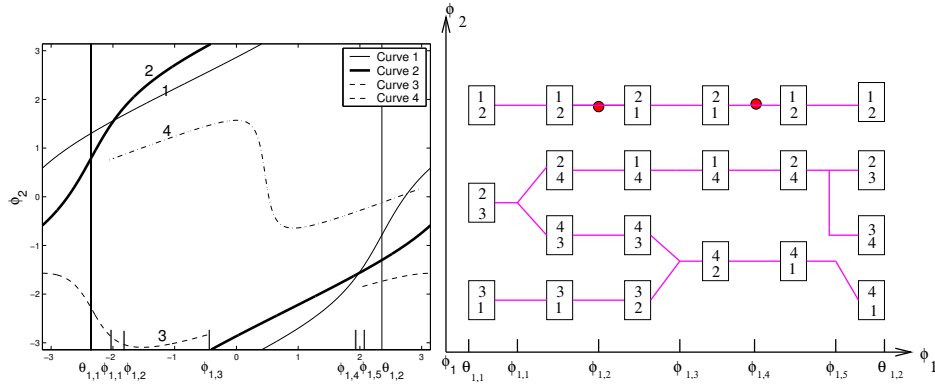 3
2
1
0
−1
−2
−3
ϕ2
2
1
4
3
Curve 1
Curve 2
Curve 3
Curve 4
−3 −2 −1 0 1 2 3
θ1,1 ϕ1,1 ϕ1,2 ϕ1,3 ϕ1,4 ϕ1,5 θ1,2
ϕ1
ϕ2
1 1 2 2 1 1
2 2 1 1 2 2
2 1 1 2 2
4 4 4 4 3
2
3
4 4 3
3 3 4
4 4
2 1
3 3 3 4
1 1 2 1
θ1,1 ϕ1,1 ϕ1,2 ϕ1,3 ϕ1,4 ϕ1,5 θ1,2 ϕ1